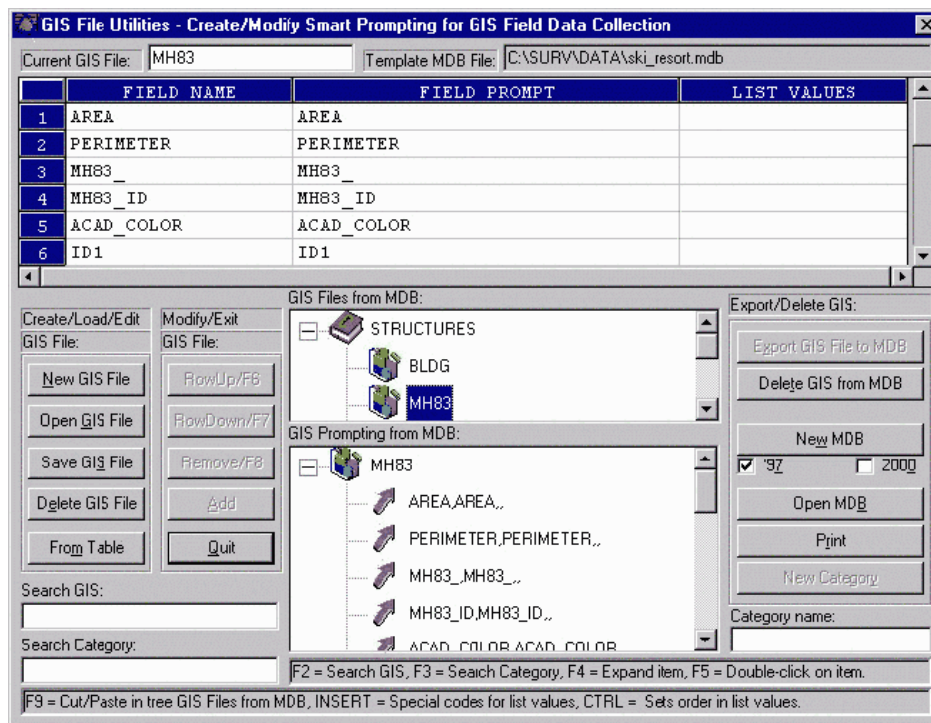 GIS File Utilities - Create/Modify Smart Prompting for GIS Field Data Collection
Current GIS File: MH83 Template MDB File: C:\SURV\DATA\ski_resort.mdb
FIELD NAME FIELD PROMPT LIST VALUES
1 AREA AREA
2 PERIMETER PERIMETER
3 MH83_ MH83_
4 MH83_ID MH83_ID
5 ACAD_COLOR ACAD_COLOR
6 ID1 ID1
Create/Load/Edit
GIS File:
New GIS File
Open GIS File
Save GIS File
Delete GIS File
From Table
Modify/Exit
GIS File:
RowUp/F6
RowDown/F7
Remove/F8
Add
Quit
Search GIS:
Search Category:
GIS Files from MDB:
STRUCTURES
BLDG
MH83
GIS Prompting from MDB:
MH83
AREA,AREA,,
PERIMETER,PERIMETER,,
MH83_,MH83_,,
MH83_ID,MH83_ID,,
ACAD_COLOR,ACAD_COLOR
Export/Delete GIS:
Export GIS File to MDB
Delete GIS from MDB
New MDB
'97 2000
Open MDB
Print
New Category
Category name:
F2 = Search GIS, F3 = Search Category, F4 = Expand item, F5 = Double-click on item.
F9 = Cut/Paste in tree GIS Files from MDB, INSERT = Special codes for list values, CTRL = Sets order in list values.